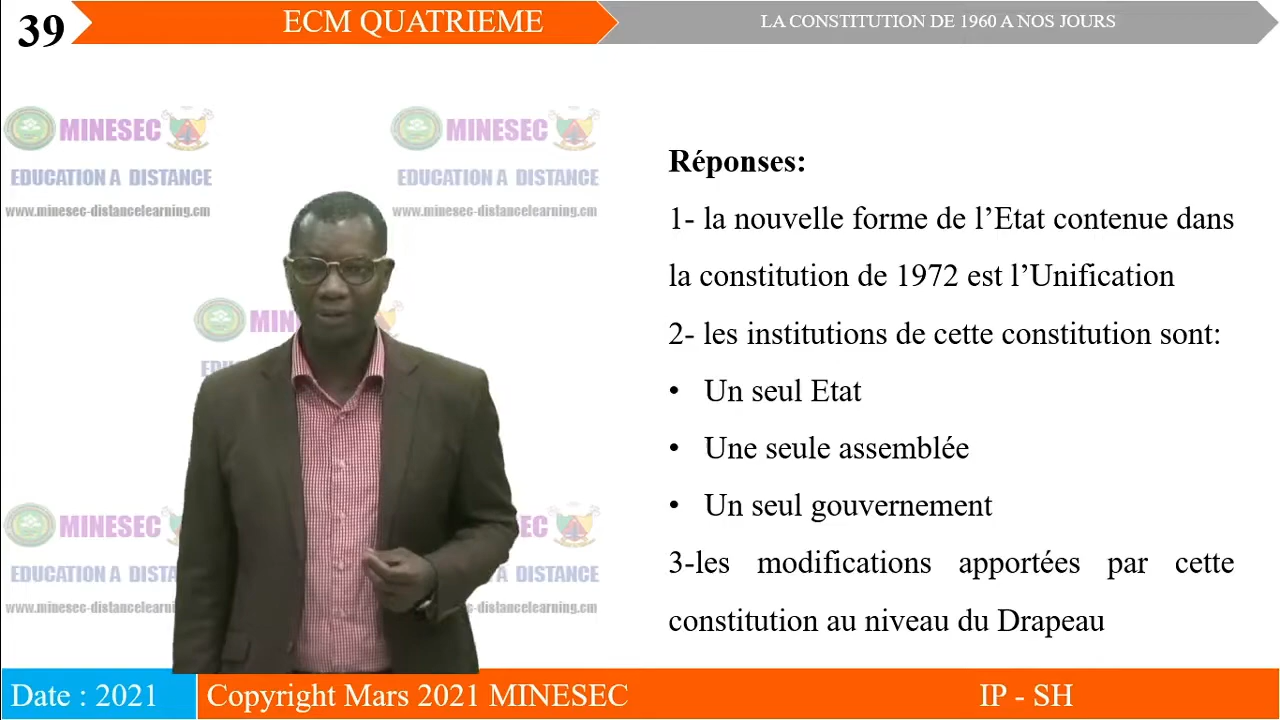 39
ECM QUATRIEME
LA CONSTITUTION DE 1960 A NOS JOURS
MINESEC
MINESEC
EDUCATION A DISTANCE
EDUCATION A DISTANCE
www.minesec-distancelearning.cm
www.minesec-distancelearning.cm
Réponses:
1- la nouvelle forme de l’Etat contenue dans
la constitution de 1972 est l’Unification
2- les institutions de cette constitution sont:
• Un seul Etat
• Une seule assemblée
• Un seul gouvernement
3-les modifications apportées par cette
constitution au niveau du Drapeau
MINESEC
EDUCATION A
DISTANCE
Date : 2021
Copyright Mars 2021 MINESEC
IP - SH